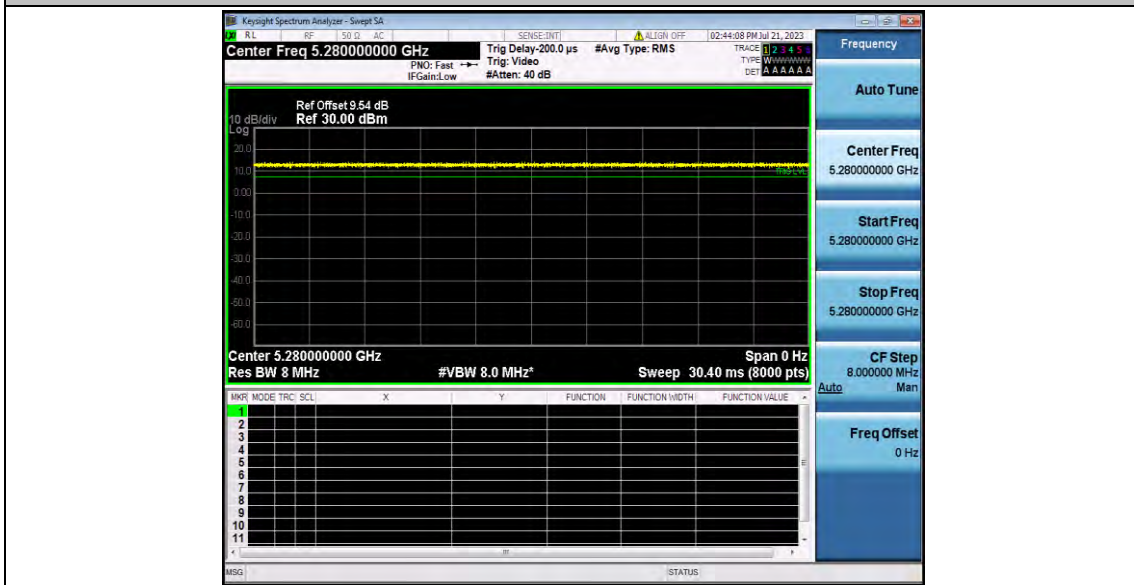 Keysight Spectrum Analyzer - Swept SA
RL RF 50 Ω AC SENSE:INT ALIGN OFF 02:44:08 PM Jul 21, 2023
Center Freq 5.280000000 GHz
PNO: Fast
IFGain:Low
Trig Delay-200.0 µs
Trig: Video
#Atten: 40 dB
#Avg Type: RMS
TRACE 1 2 3 4 5 6
TYPE WWWWWW
DET A A A A A A
Ref Offset 9.54 dB
10 dB/div Ref 30.00 dBm
Log
20.0
10.0
0.00
-10.0
-20.0
-30.0
-40.0
-50.0
-60.0
TRIG LVL
Center 5.280000000 GHz Span 0 Hz
Res BW 8 MHz #VBW 8.0 MHz* Sweep 30.40 ms (8000 pts)
MKR MODE TRC SCL X Y FUNCTION FUNCTION WIDTH FUNCTION VALUE
1
2
3
4
5
6
7
8
9
10
11
MSG STATUS
Frequency
Auto Tune
Center Freq
5.280000000 GHz
Start Freq
5.280000000 GHz
Stop Freq
5.280000000 GHz
CF Step
8.000000 MHz
Auto Man
Freq Offset
0 Hz